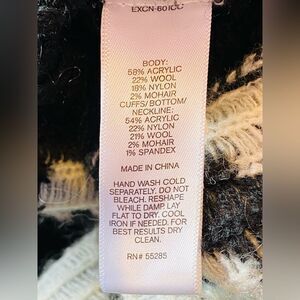 EXCN-601CC
BODY:
58% ACRYLIC
22% WOOL
18% NYLON
2% MOHAIR
CUFFS/BOTTOM/
NECKLINE:
54% ACRYLIC
22% NYLON
21% WOOL
2% MOHAIR
1% SPANDEX
MADE IN CHINA
HAND WASH COLD
SEPARATELY. DO NOT
BLEACH. RESHAPE
WHILE DAMP. LAY
FLAT TO DRY. COOL
IRON IF NEEDED. FOR
BEST RESULTS DRY
CLEAN.
RN# 55285